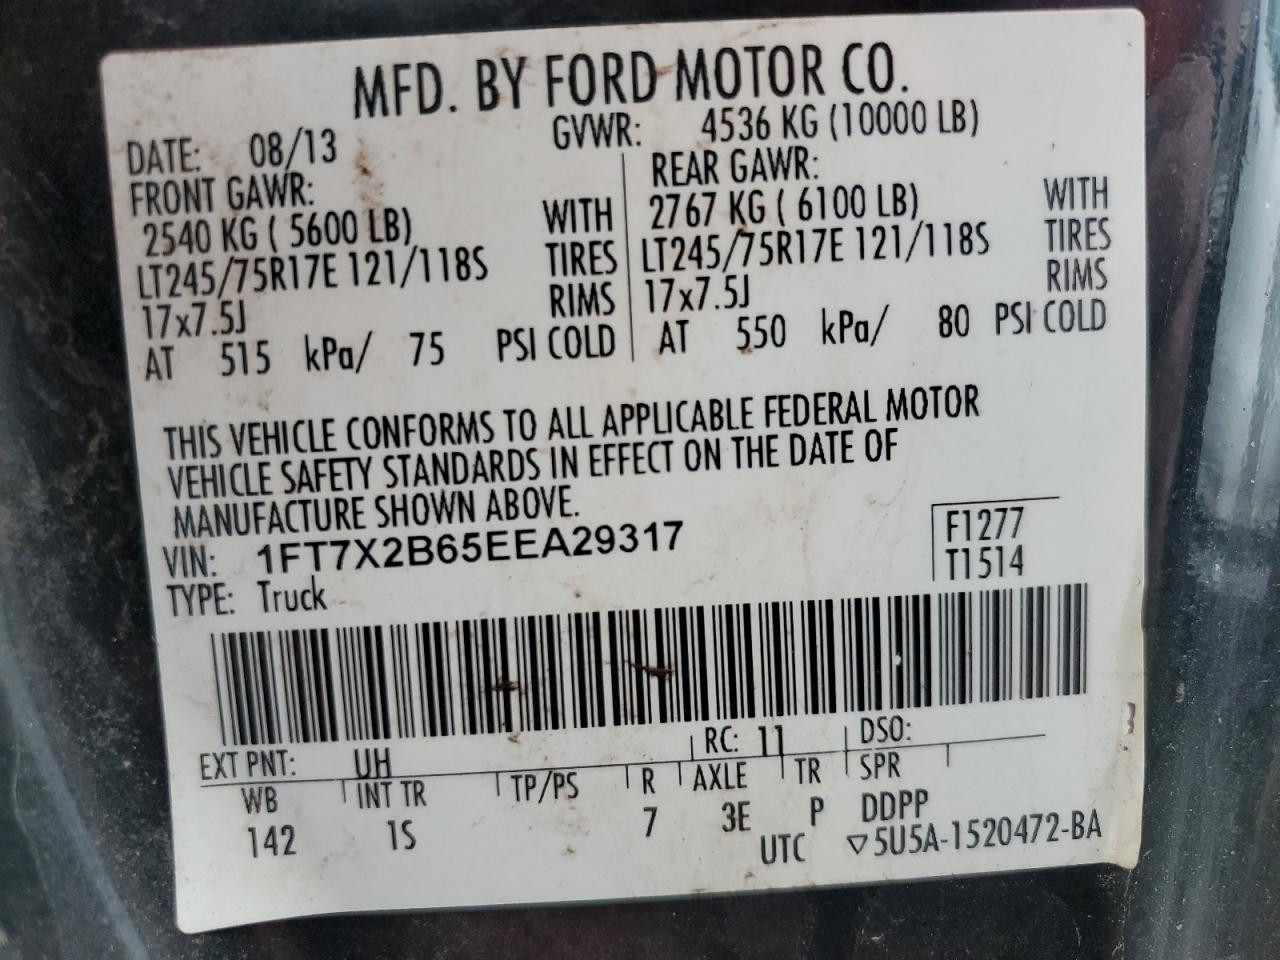 MFD. BY FORD MOTOR CO.
DATE: 08/13 GVWR: 4536 KG (10000 LB)
FRONT GAWR: REAR GAWR:
2540 KG ( 5600 LB) WITH 2767 KG ( 6100 LB) WITH
LT245/75R17E 121/118S TIRES LT245/75R17E 121/118S TIRES
17x7.5J RIMS 17x7.5J RIMS
AT 515 kPa/ 75 PSI COLD AT 550 kPa/ 80 PSI COLD
THIS VEHICLE CONFORMS TO ALL APPLICABLE FEDERAL MOTOR
VEHICLE SAFETY STANDARDS IN EFFECT ON THE DATE OF
MANUFACTURE SHOWN ABOVE.
VIN: 1FT7X2B65EEA29317 F1277
TYPE: Truck T1514
EXT PNT: UH RC: 11 DSO:
WB INT TR TP/PS R AXLE TR SPR
142 1S 7 3E P DDPP
UTC ▽5U5A-1520472-BA